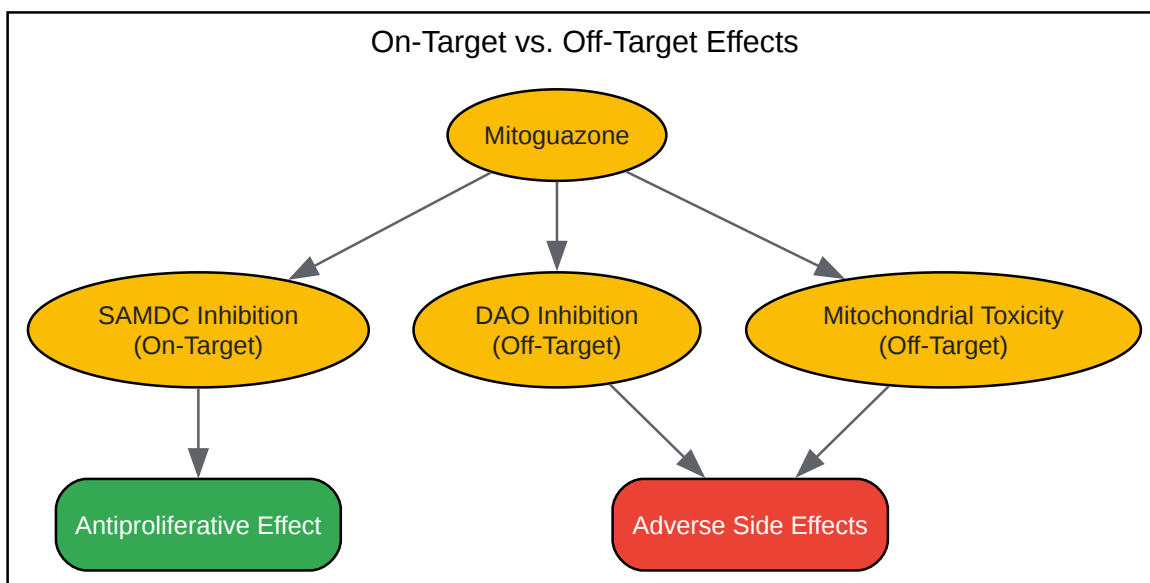 On-Target vs. Off-Target Effects
Mitoguazone
SAMDC Inhibition
(On-Target)
DAO Inhibition
(Off-Target)
Mitochondrial Toxicity
(Off-Target)
Antiproliferative Effect
Adverse Side Effects